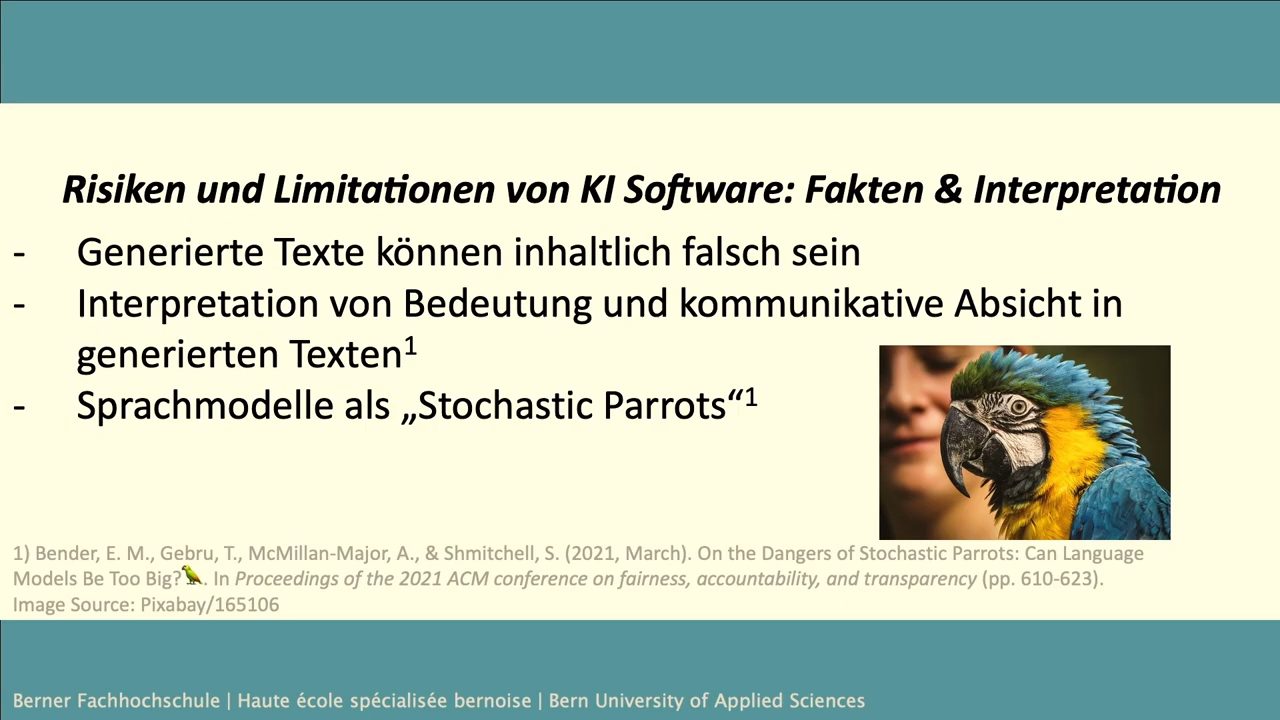 Risiken und Limitationen von KI Software: Fakten & Interpretation
- Generierte Texte können inhaltlich falsch sein
- Interpretation von Bedeutung und kommunikative Absicht in
generierten Texten¹
- Sprachmodelle als „Stochastic Parrots“¹
1) Bender, E. M., Gebru, T., McMillan-Major, A., & Shmitchell, S. (2021, March). On the Dangers of Stochastic Parrots: Can Language
Models Be Too Big?🦜. In Proceedings of the 2021 ACM conference on fairness, accountability, and transparency (pp. 610-623).
Image Source: Pixabay/165106
Berner Fachhochschule | Haute école spécialisée bernoise | Bern University of Applied Sciences